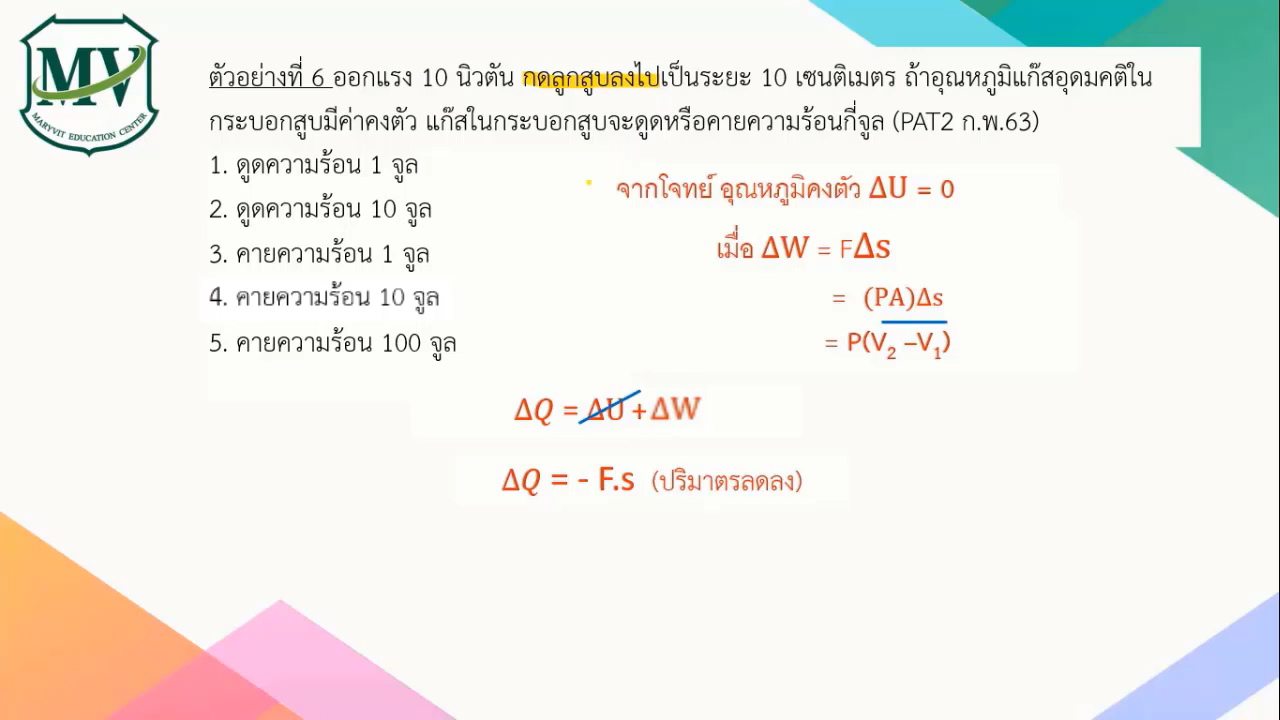 MV
MARYVIT EDUCATION CENTER
ตัวอย่างที่ 6 ออกแรง 10 นิวตัน กดลูกสูบลงไปเป็นระยะ 10 เซนติเมตร ถ้าอุณหภูมิแก๊สอุดมคติใน
กระบอกสูบมีค่าคงตัว แก๊สในกระบอกสูบจะดูดหรือคายความร้อนกี่จูล (PAT2 ก.พ.63)
1. ดูดความร้อน 1 จูล
2. ดูดความร้อน 10 จูล
3. คายความร้อน 1 จูล
4. คายความร้อน 10 จูล
5. คายความร้อน 100 จูล
จากโจทย์ อุณหภูมิคงตัว ΔU = 0
เมื่อ ΔW = FΔs
= (PA)Δs
= P(V₂ –V₁)
ΔQ = ΔU + ΔW
ΔQ = - F.s (ปริมาตรลดลง)